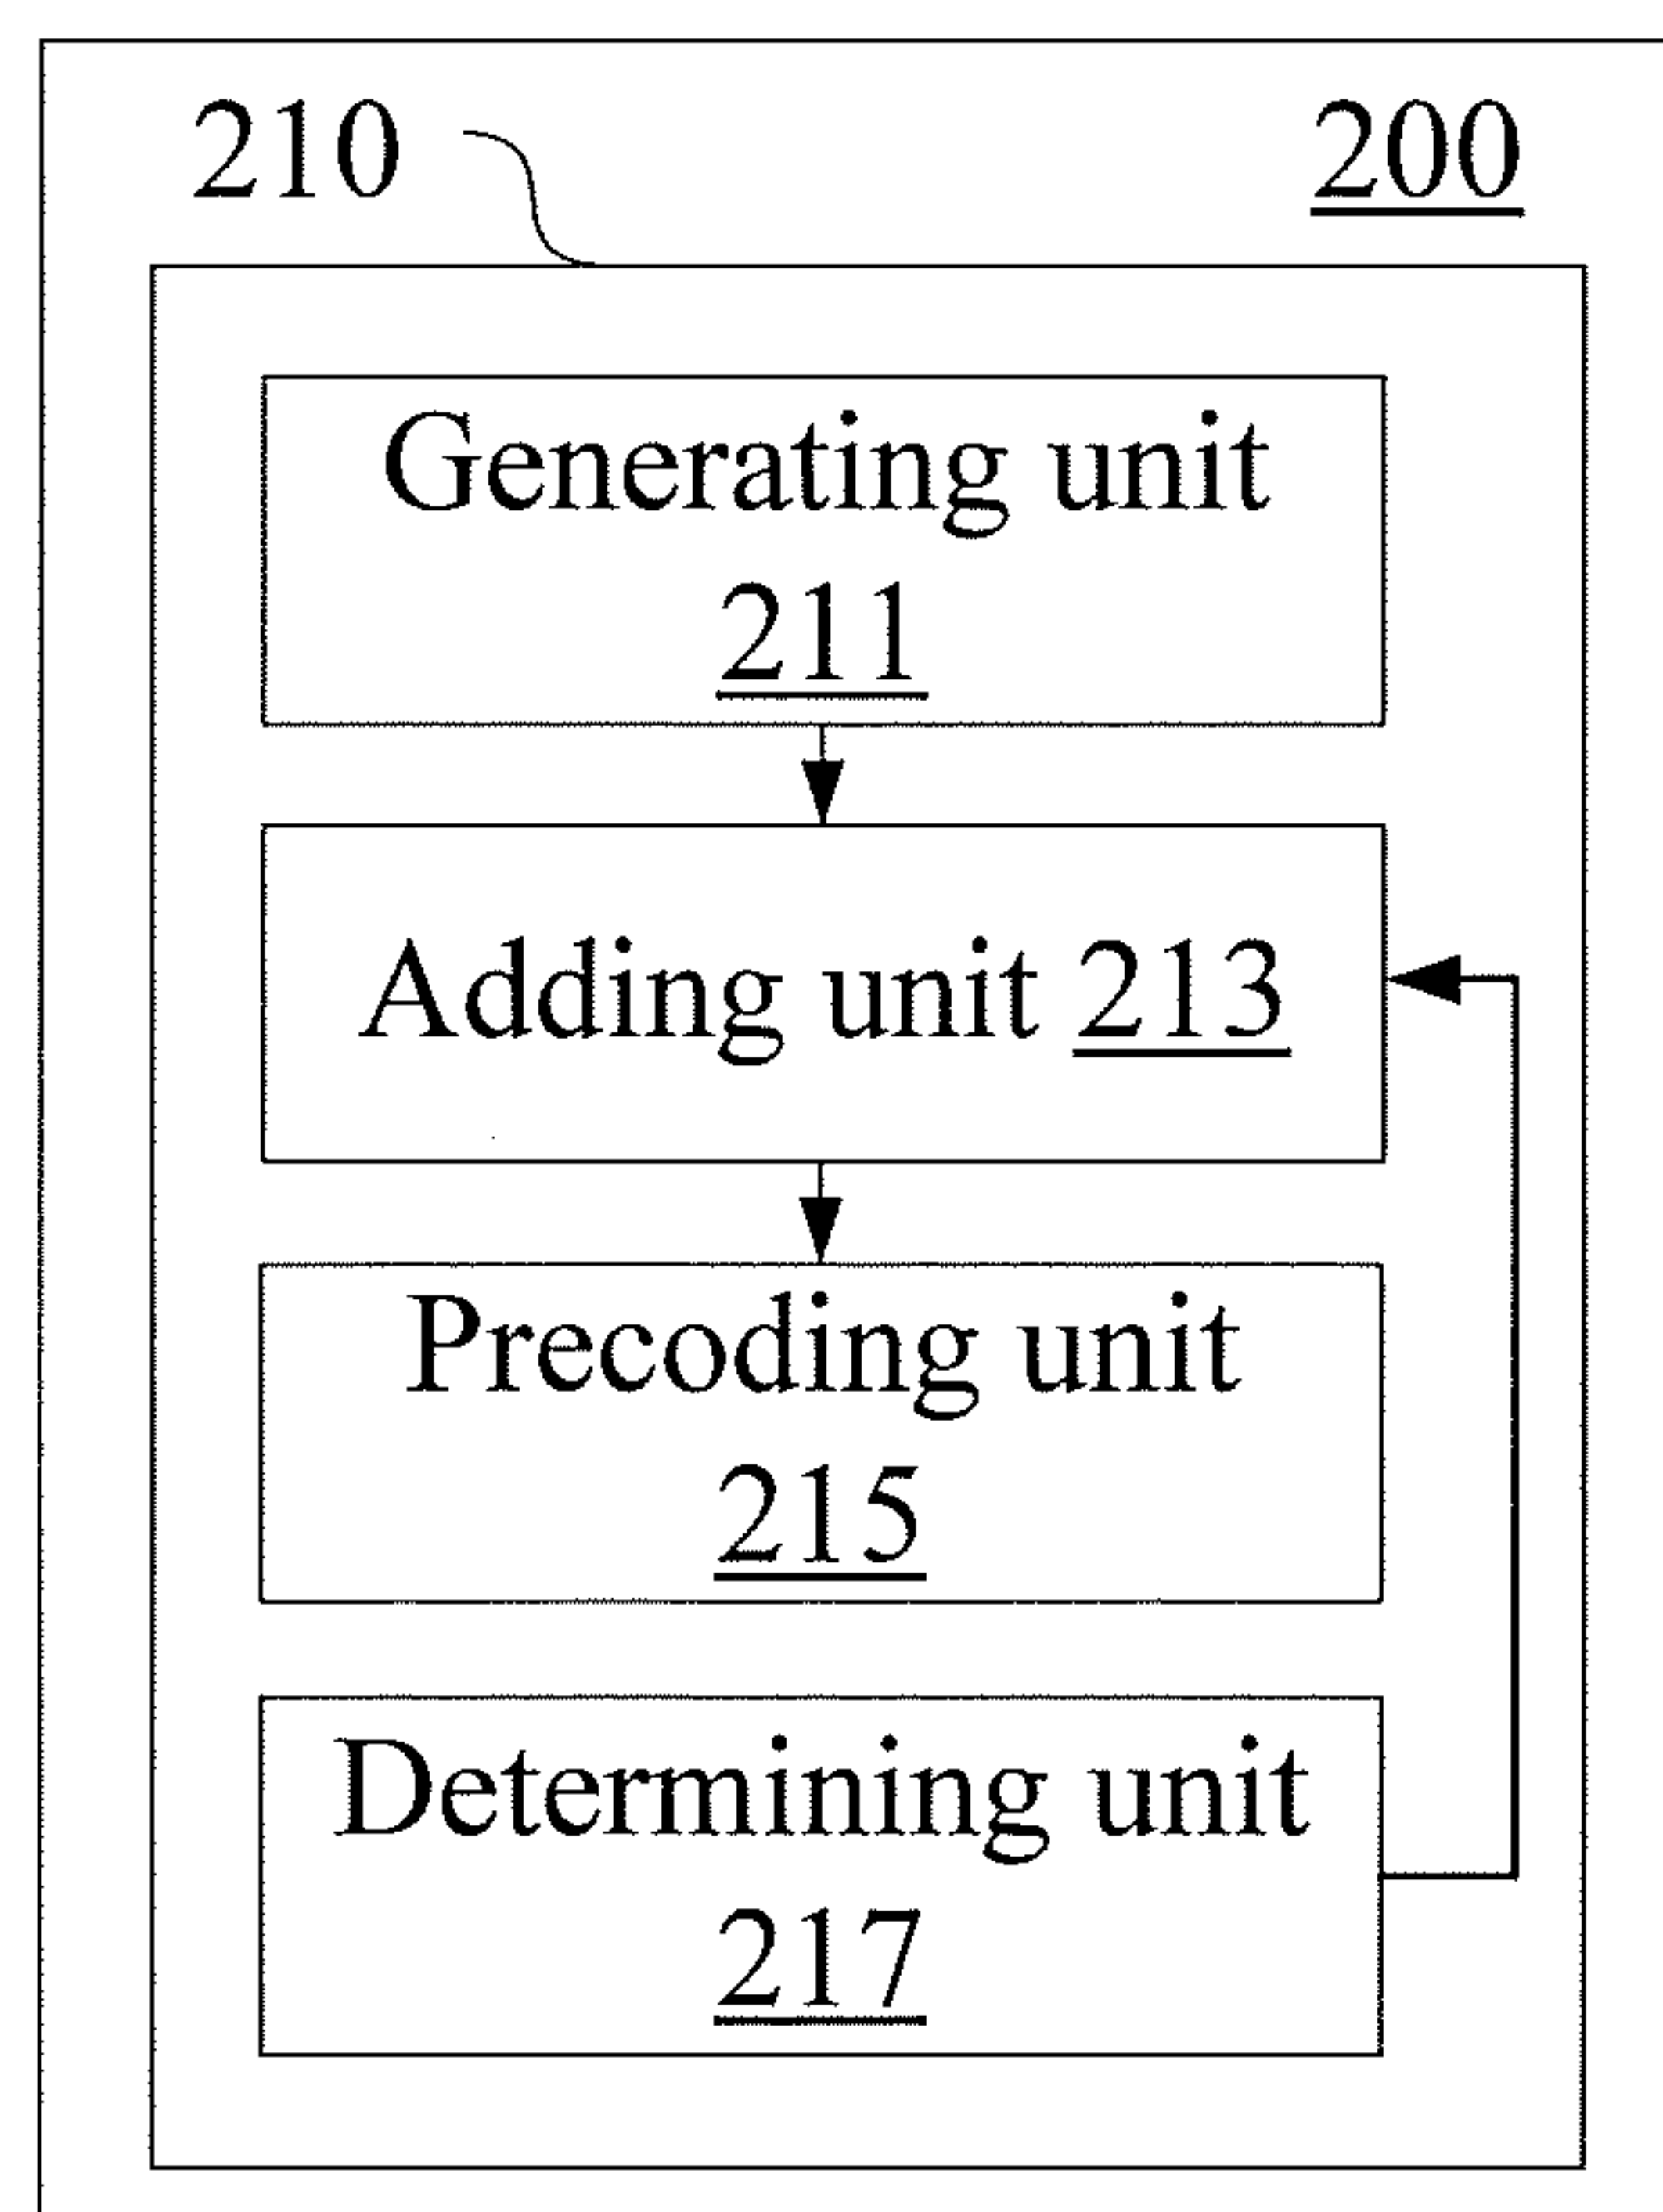 210
200
Generating unit
211
Adding unit 213
Precoding unit
215
Determining unit
217